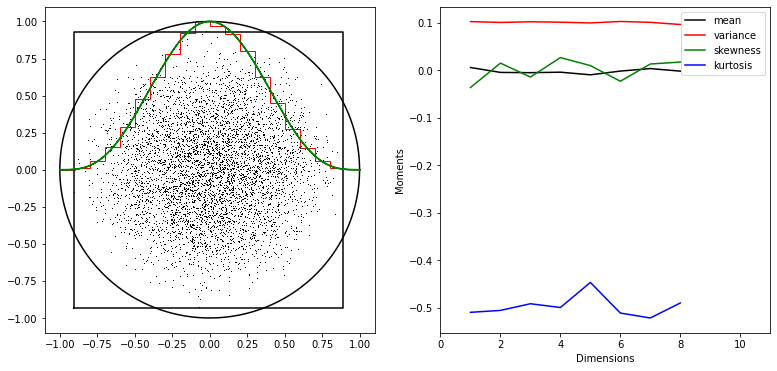 1.00
0.75
0.50
0.25
0.00
−0.25
−0.50
−0.75
−1.00
−1.00 −0.75 −0.50 −0.25 0.00 0.25 0.50 0.75 1.00
Moments
0.1
0.0
−0.1
−0.2
−0.3
−0.4
−0.5
0 2 4 6 8 10
Dimensions
mean
variance
skewness
kurtosis